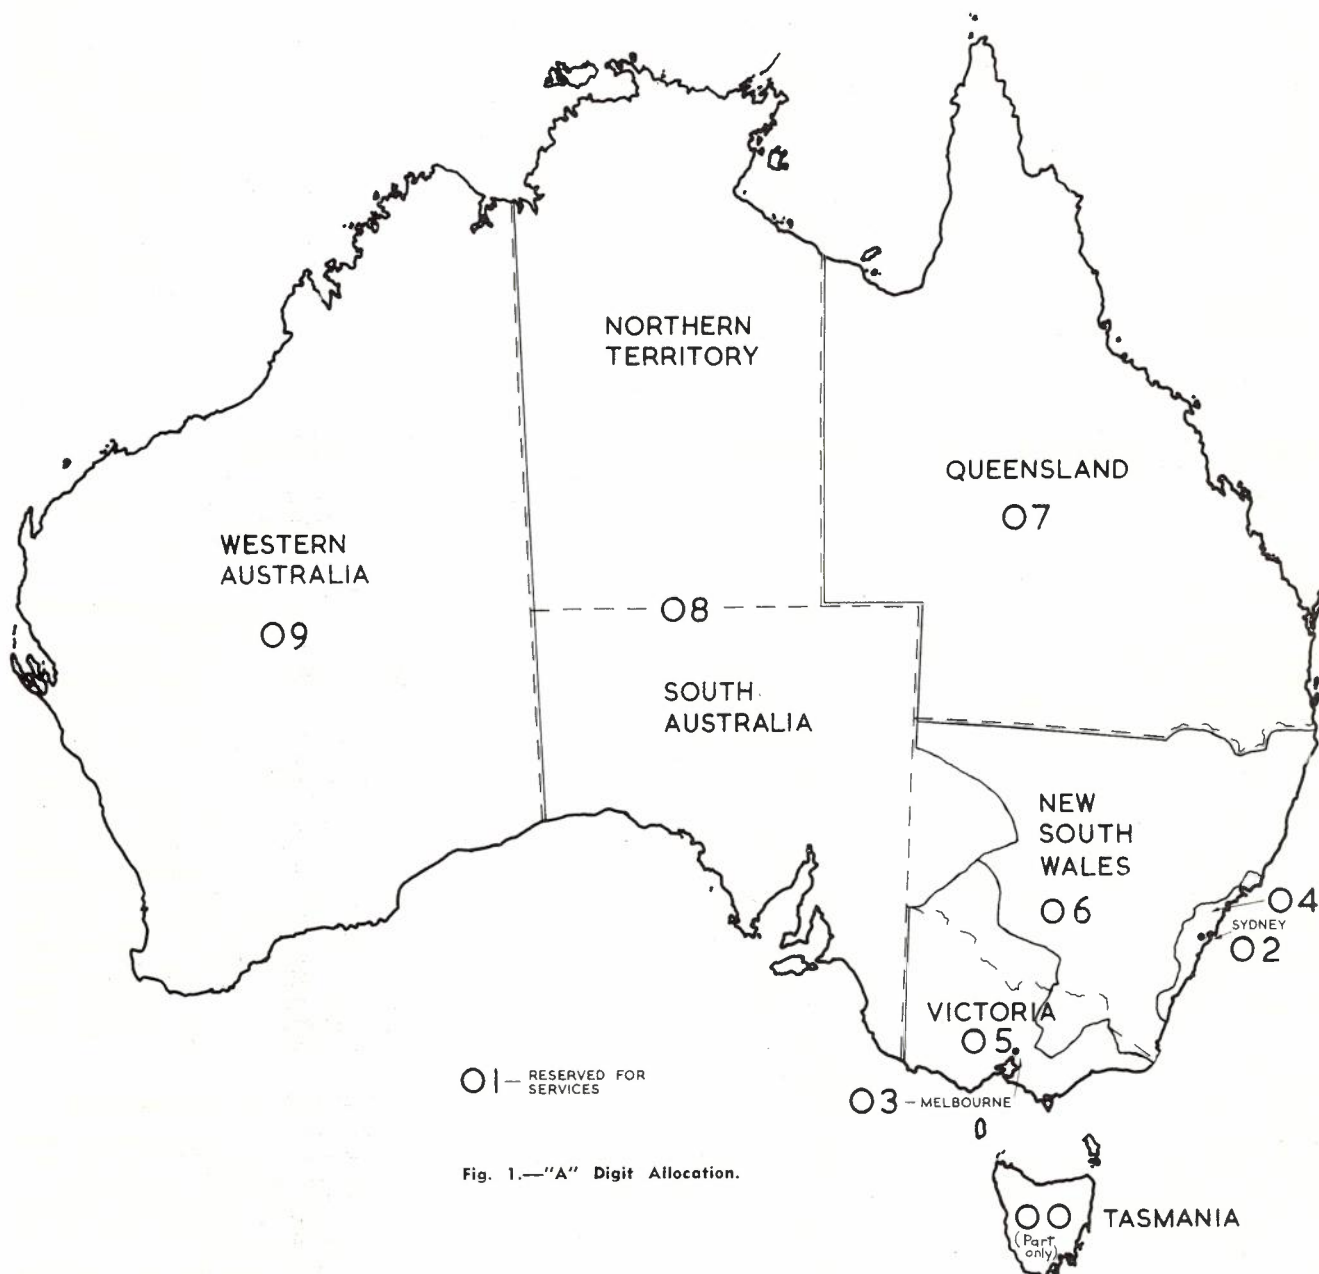 NORTHERN
TERRITORY
QUEENSLAND
07
WESTERN
AUSTRALIA
09
08
SOUTH
AUSTRALIA
NEW
SOUTH
WALES
06
04
SYDNEY
02
VICTORIA
05
01 — RESERVED FOR
SERVICES
03 — MELBOURNE
Fig. 1.—"A" Digit Allocation.
00 TASMANIA
(Part
only)